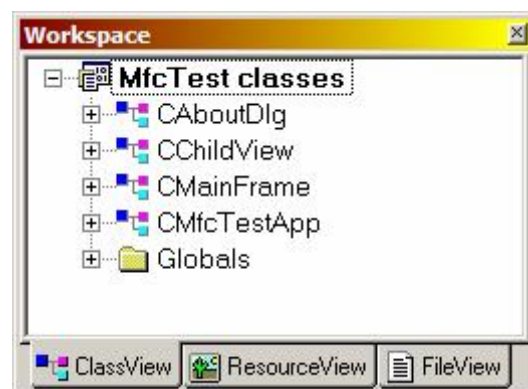 Workspace
MfcTest classes
CAboutDlg
CChildView
CMainFrame
CMfcTestApp
Globals
ClassView ResourceView FileView